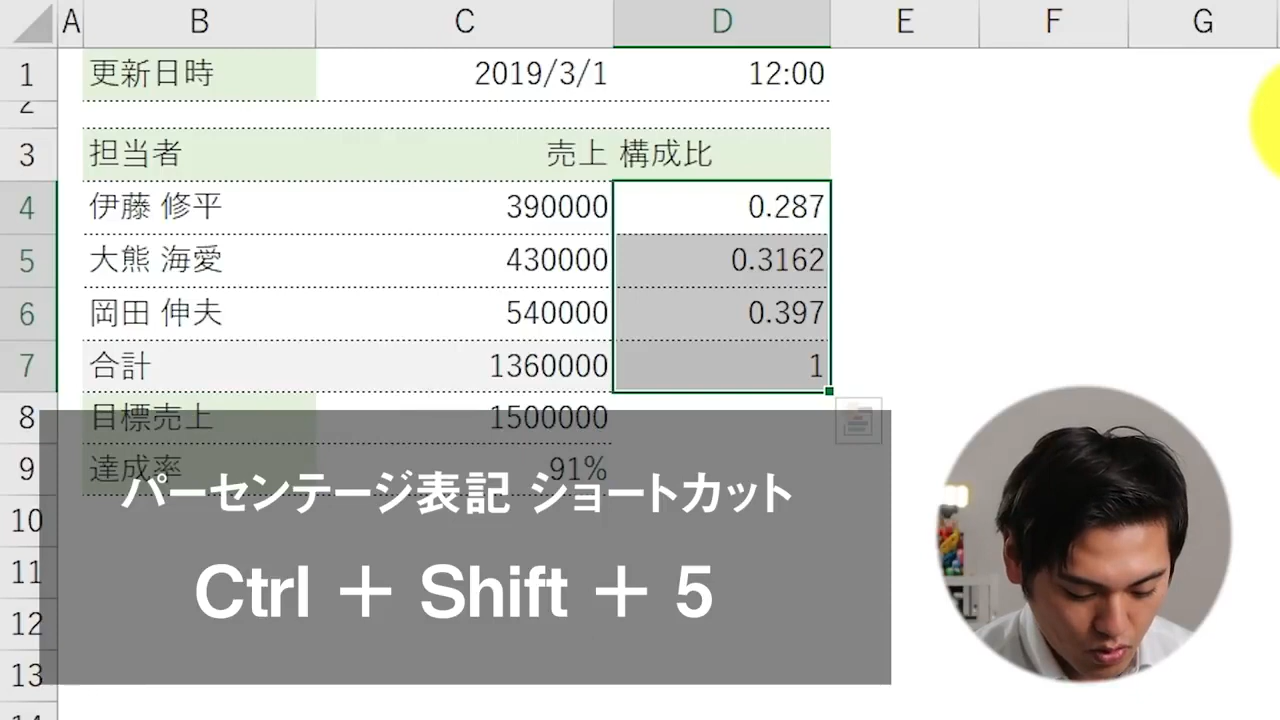 A B C D E F G
1 更新日時 2019/3/1 12:00
2
3 担当者 売上 構成比
4 伊藤 修平 390000 0.287
5 大熊 海愛 430000 0.3162
6 岡田 伸夫 540000 0.397
7 合計 1360000 1
8 目標売上 1500000
9 達成率 91%
パーセンテージ表記 ショートカット
10
11
Ctrl + Shift + 5
12
13
14